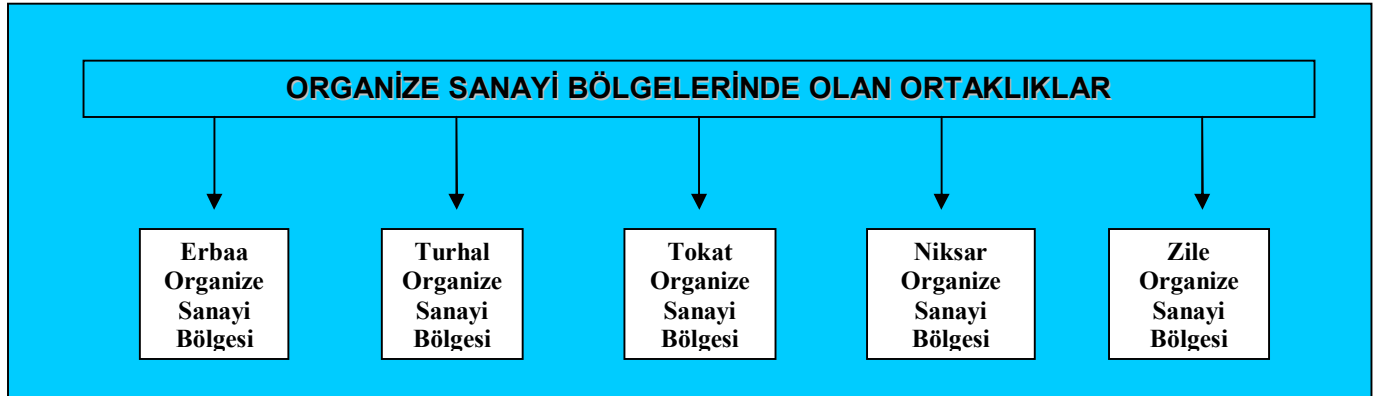 ORGANİZE SANAYİ BÖLGELERİNDE OLAN ORTAKLIKLAR
Erbaa
Organize
Sanayi
Bölgesi
Turhal
Organize
Sanayi
Bölgesi
Tokat
Organize
Sanayi
Bölgesi
Niksar
Organize
Sanayi
Bölgesi
Zile
Organize
Sanayi
Bölgesi